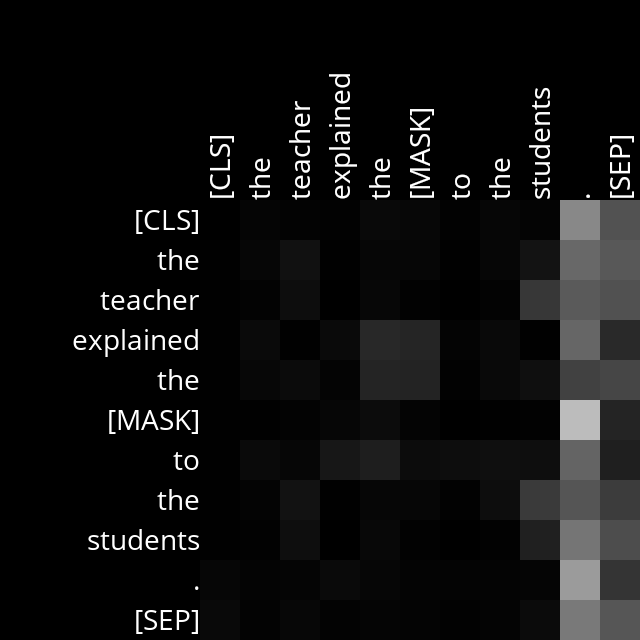 [CLS] the teacher explained the [MASK] to the students . [SEP]
[CLS]
the
teacher
explained
the
[MASK]
to
the
students
.
[SEP]